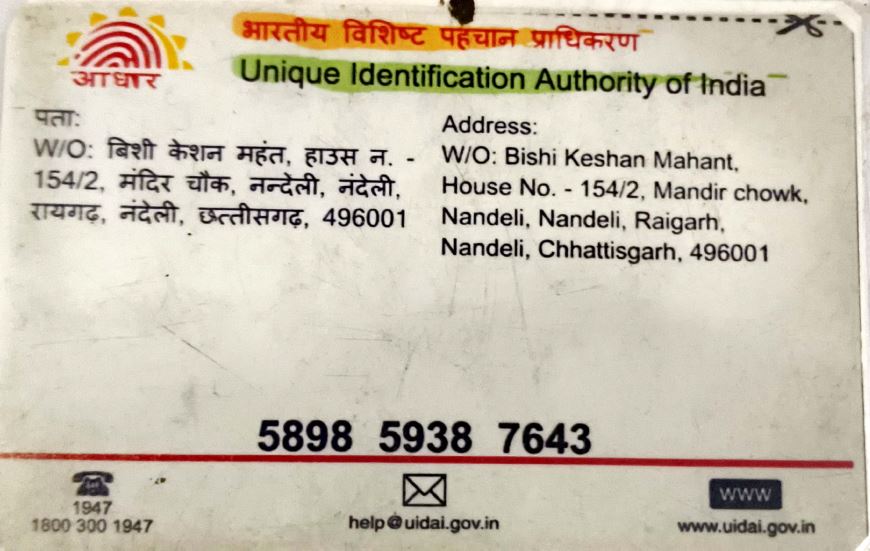 आधार
भारतीय विशिष्ट पहचान प्राधिकरण
Unique Identification Authority of India
पता:
W/O: बिशी केशन महंत, हाउस न. -
154/2, मंदिर चौक, नन्देली, नंदेली,
रायगढ़, नंदेली, छत्तीसगढ़, 496001
Address:
W/O: Bishi Keshan Mahant,
House No. - 154/2, Mandir chowk,
Nandeli, Nandeli, Raigarh,
Nandeli, Chhattisgarh, 496001
5898 5938 7643
1947
1800 300 1947
help@uidai.gov.in
www
www.uidai.gov.in